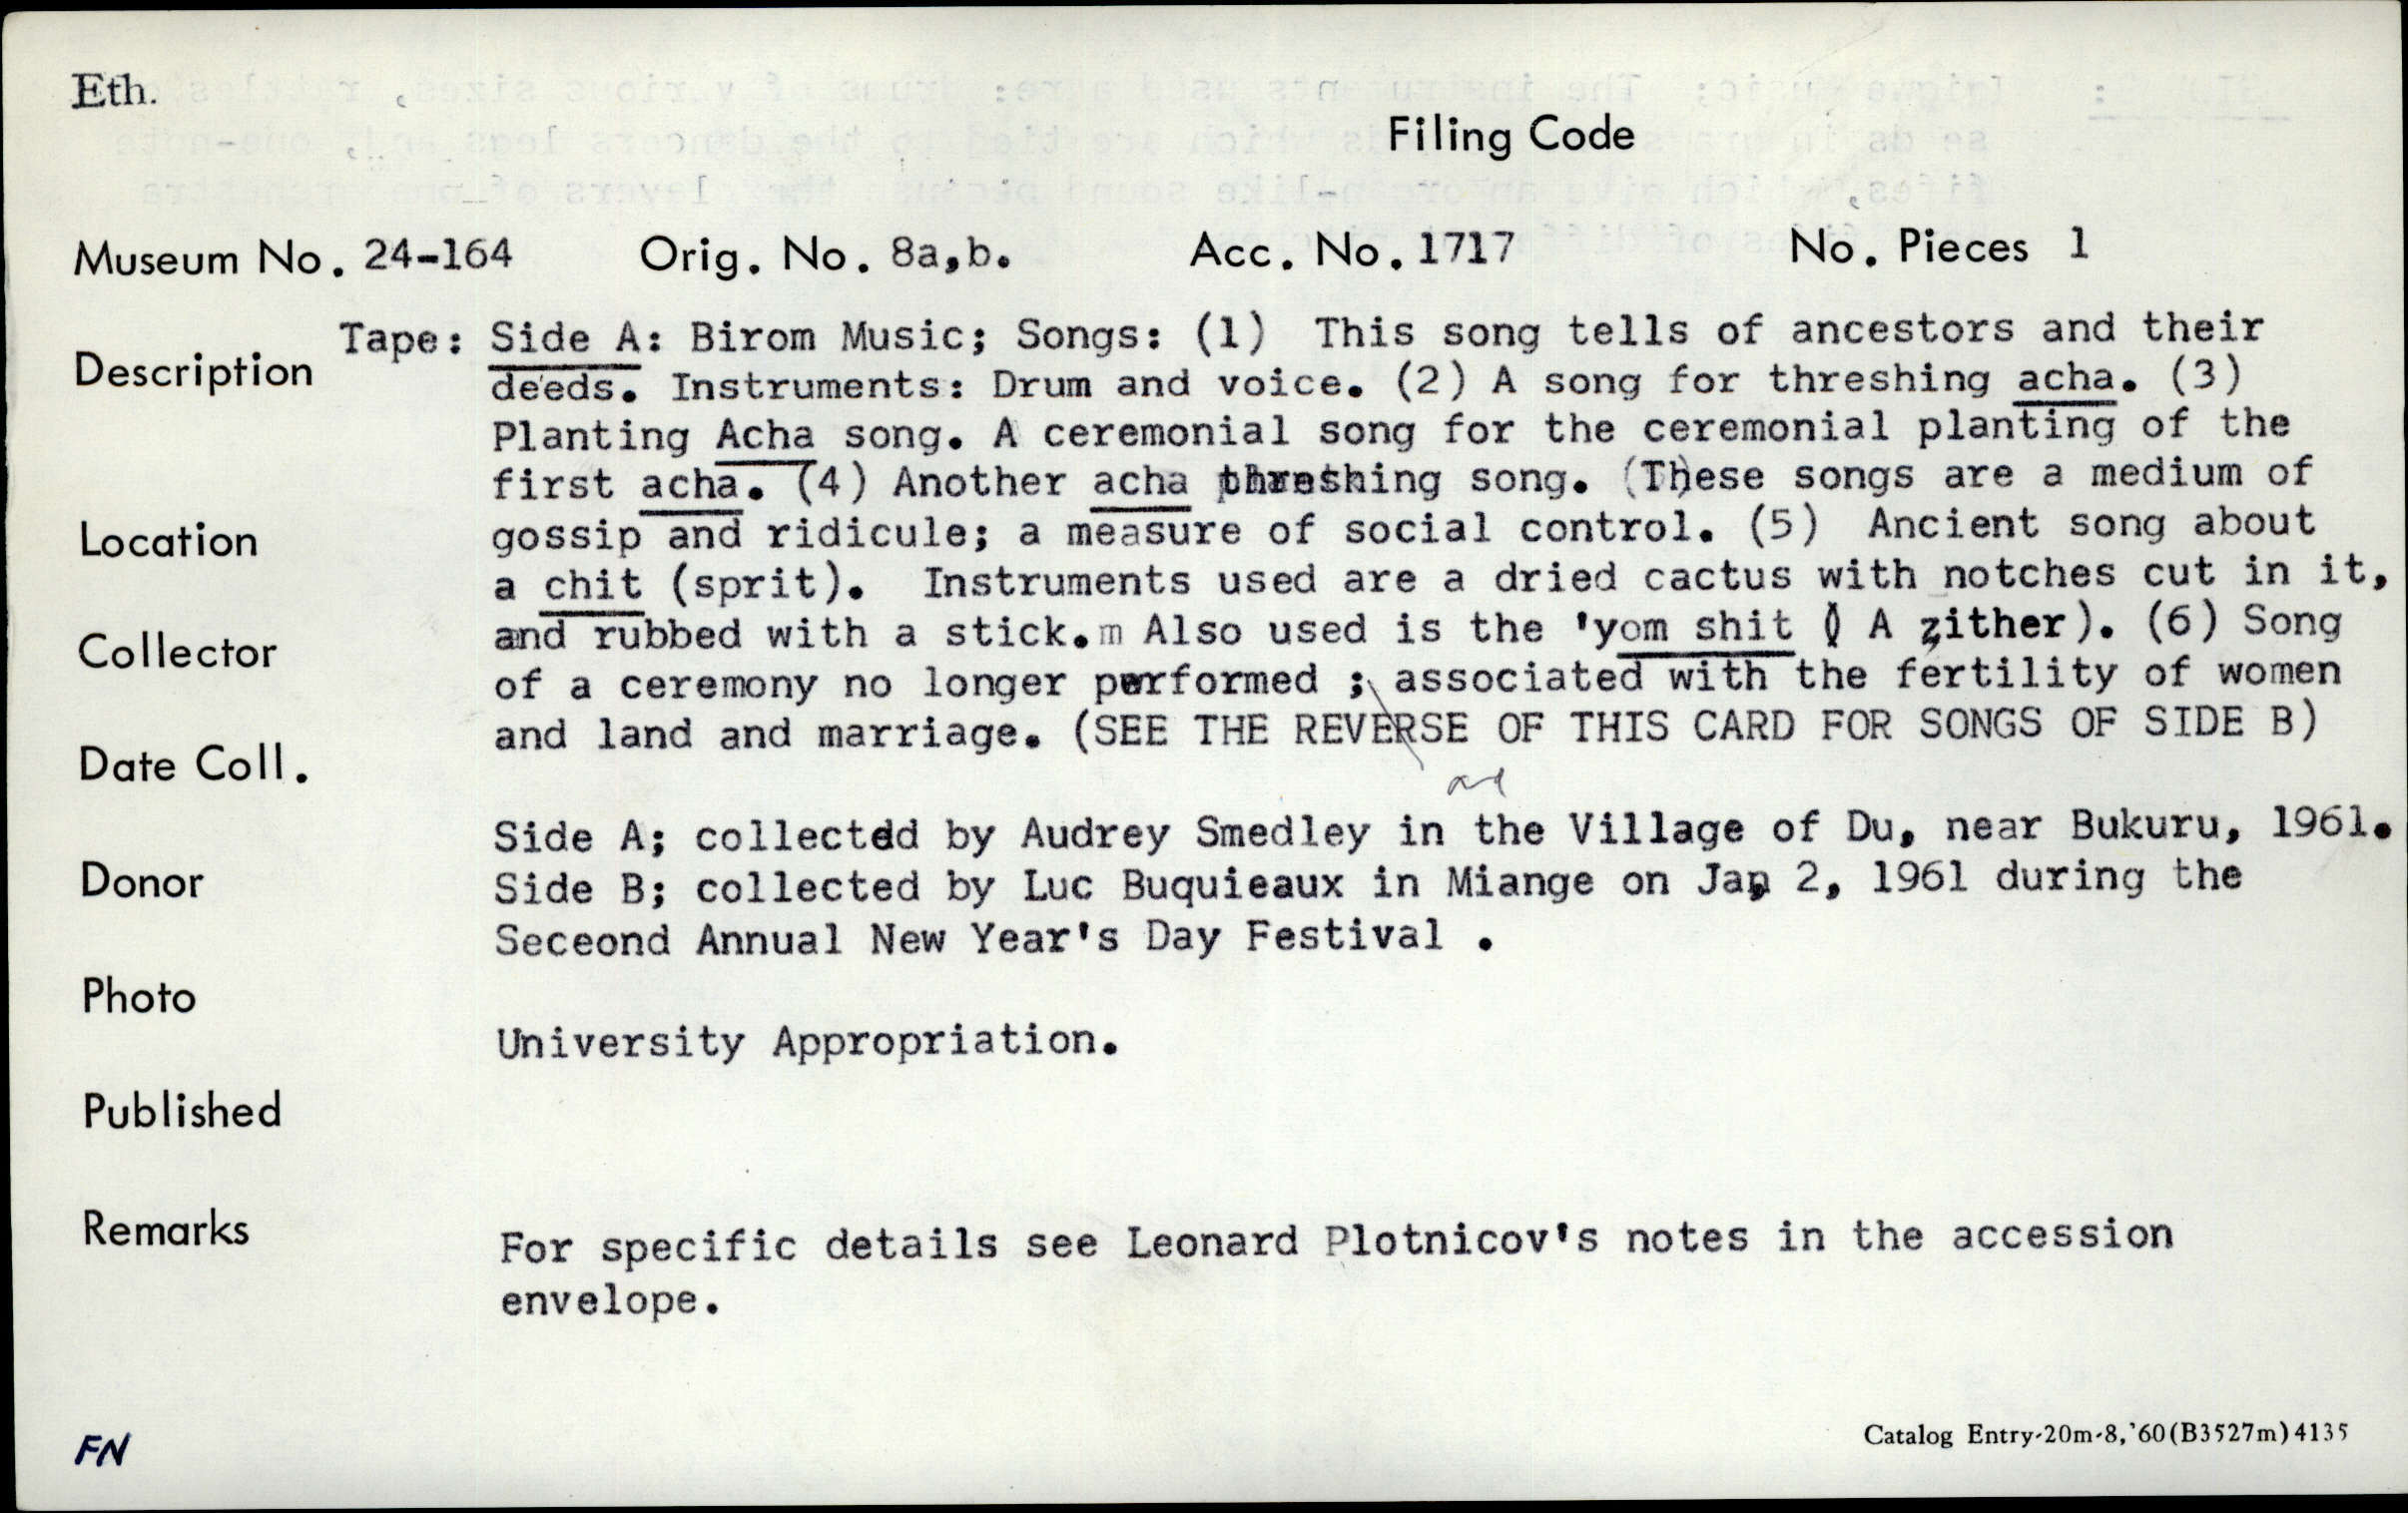 Eth.
Filing Code
Museum No. 24-164 Orig. No. 8a,b. Acc. No. 1717 No. Pieces 1
Tape: Side A: Birom Music; Songs: (1) This song tells of ancestors and their
Description deeds. Instruments: Drum and voice. (2) A song for threshing acha. (3)
Planting Acha song. A ceremonial song for the ceremonial planting of the
first acha. (4) Another acha threshing song. (These songs are a medium of
Location gossip and ridicule; a measure of social control. (5) Ancient song about
a chit (sprit). Instruments used are a dried cactus with notches cut in it,
Collector and rubbed with a stick.m Also used is the 'yom shit ( A zither). (6) Song
of a ceremony no longer performed ; associated with the fertility of women
and land and marriage. (SEE THE REVERSE OF THIS CARD FOR SONGS OF SIDE B)
Date Coll.
and
Side A; collectdd by Audrey Smedley in the Village of Du, near Bukuru, 1961.
Donor Side B; collected by Luc Buquieaux in Miange on Jan 2, 1961 during the
Seceond Annual New Year's Day Festival .
Photo
University Appropriation.
Published
Remarks
For specific details see Leonard Plotnicov's notes in the accession
envelope.
FN
Catalog Entry-20m-8,'60(B3527m)4135